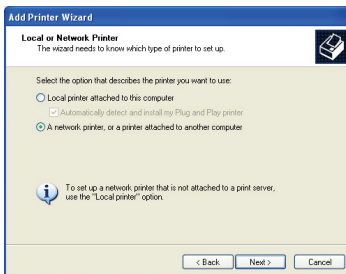 Add Printer Wizard
Local or Network Printer
The wizard needs to know which type of printer to set up.
Select the option that describes the printer you want to use:
Local printer attached to this computer
Automatically detect and install my Plug and Play printer
A network printer, or a printer attached to another computer
To set up a network printer that is not attached to a print server,
use the "Local printer" option.
< Back
Next >
Cancel